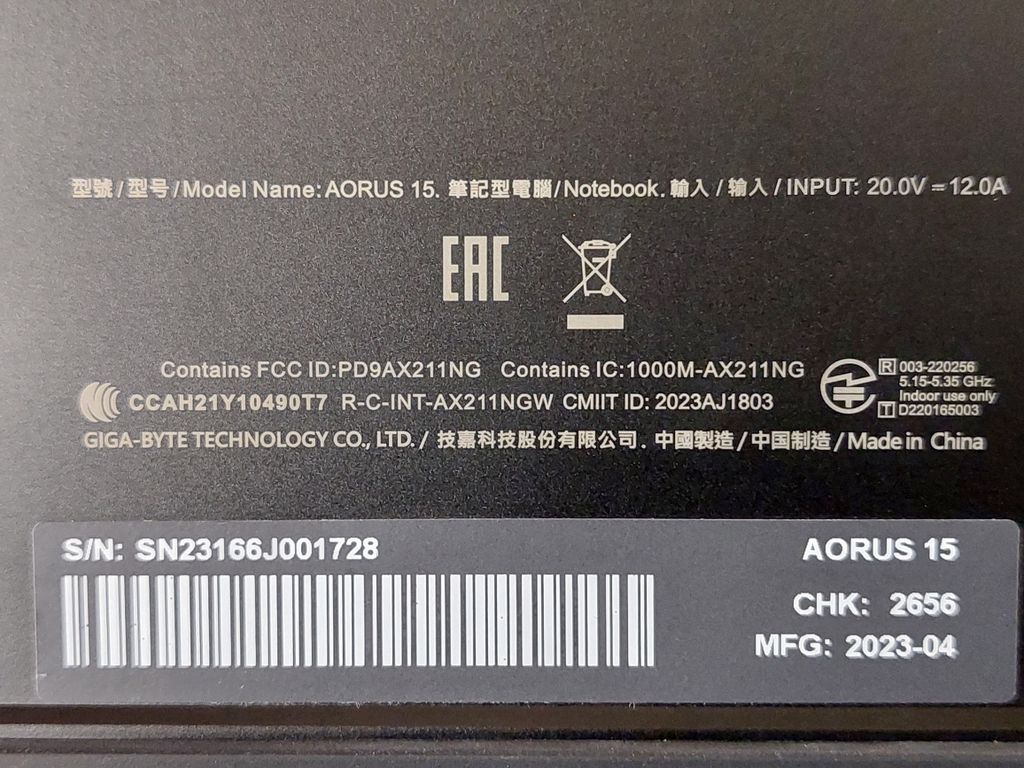 型號 / 型号 / Model Name: AORUS 15. 筆記型電腦 / Notebook. 輸入 / 输入 / INPUT: 20.0V = 12.0A
EAC
Contains FCC ID:PD9AX211NG Contains IC:1000M-AX211NG
CCAH21Y10490T7 R-C-INT-AX211NGW CMIIT ID: 2023AJ1803
R 003-220256
5.15-5.35 GHz
Indoor use only
T D220165003
GIGA-BYTE TECHNOLOGY CO., LTD. / 技嘉科技股份有限公司. 中國製造 / 中国制造 / Made in China
S/N: SN23166J001728
AORUS 15
CHK: 2656
MFG: 2023-04